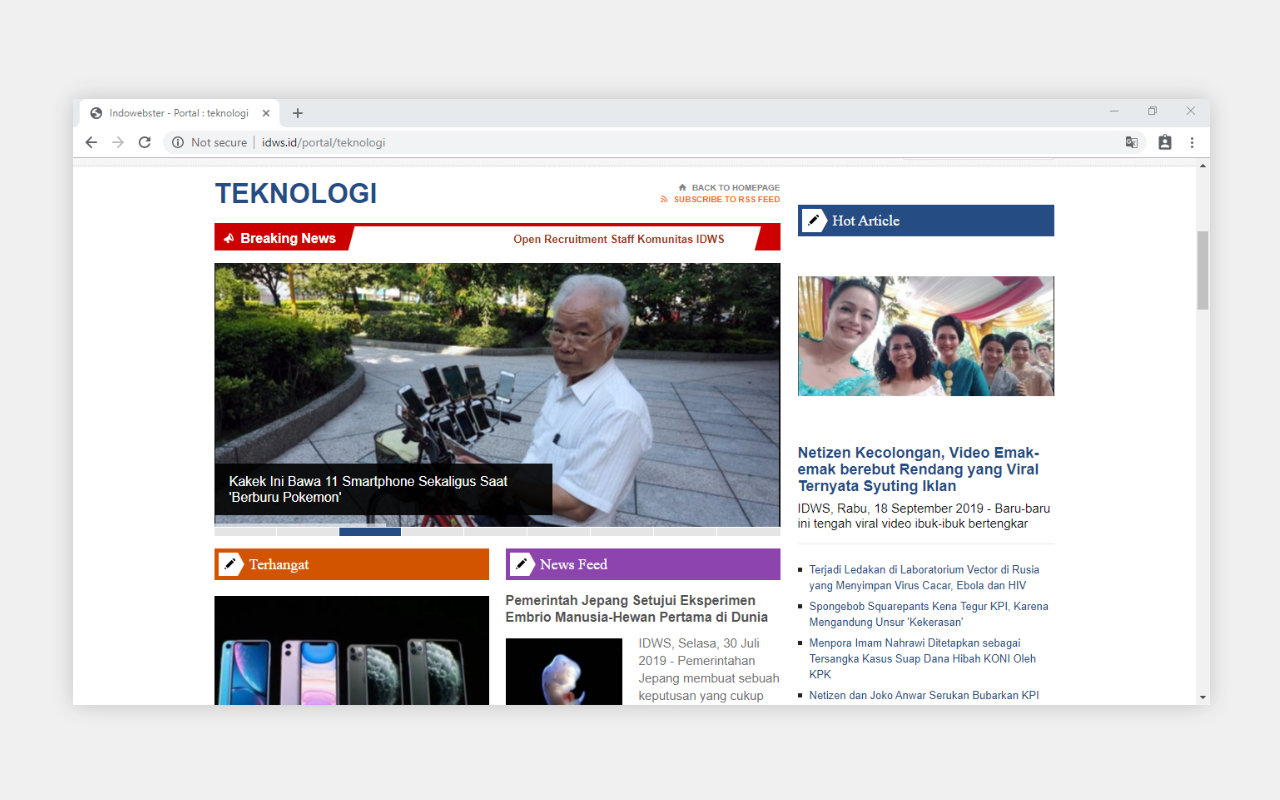 Indowebster - Portal : teknologi
Not secure | idws.id/portal/teknologi
TEKNOLOGI
BACK TO HOMEPAGE
SUBSCRIBE TO RSS FEED
Breaking News
Open Recruitment Staff Komunitas IDWS
Kakek Ini Bawa 11 Smartphone Sekaligus Saat
'Berburu Pokemon'
Terhangat
News Feed
Pemerintah Jepang Setujui Eksperimen
Embrio Manusia-Hewan Pertama di Dunia
IDWS, Selasa, 30 Juli
2019 - Pemerintahan
Jepang membuat sebuah
keputusan yang cukup
Hot Article
Netizen Kecolongan, Video Emak-
emak berebut Rendang yang Viral
Ternyata Syuting Iklan
IDWS, Rabu, 18 September 2019 - Baru-baru
ini tengah viral video ibuk-ibuk bertengkar
Terjadi Ledakan di Laboratorium Vector di Rusia
yang Menyimpan Virus Cacar, Ebola dan HIV
Spongebob Squarepants Kena Tegur KPI, Karena
Mengandung Unsur 'Kekerasan'
Menpora Imam Nahrawi Ditetapkan sebagai
Tersangka Kasus Suap Dana Hibah KONI Oleh
KPK
Netizen dan Joko Anwar Serukan Bubarkan KPI